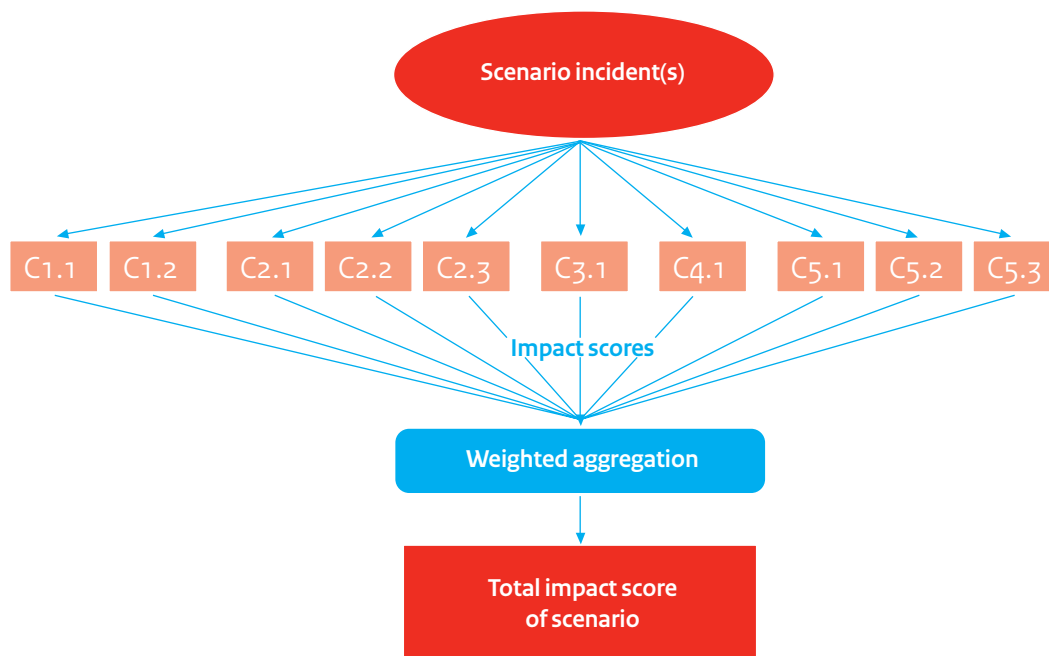 Scenario incident(s)
C1.1 C1.2 C2.1 C2.2 C2.3 C3.1 C4.1 C5.1 C5.2 C5.3
Impact scores
Weighted aggregation
Total impact score
of scenario